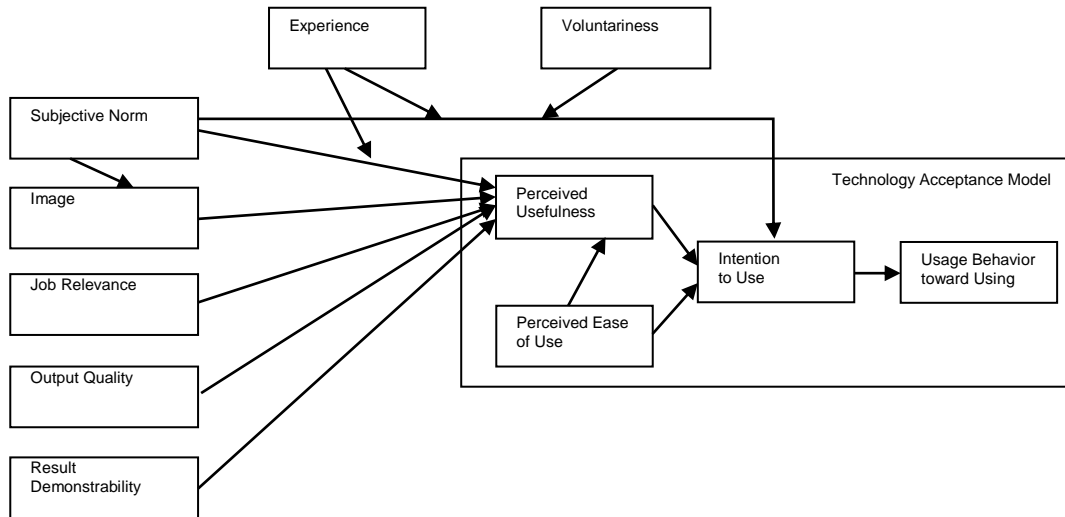 Experience
Voluntariness
Subjective Norm
Image
Technology Acceptance Model
Perceived
Usefulness
Intention
to Use
Usage Behavior
toward Using
Job Relevance
Perceived Ease
of Use
Output Quality
Result
Demonstrability